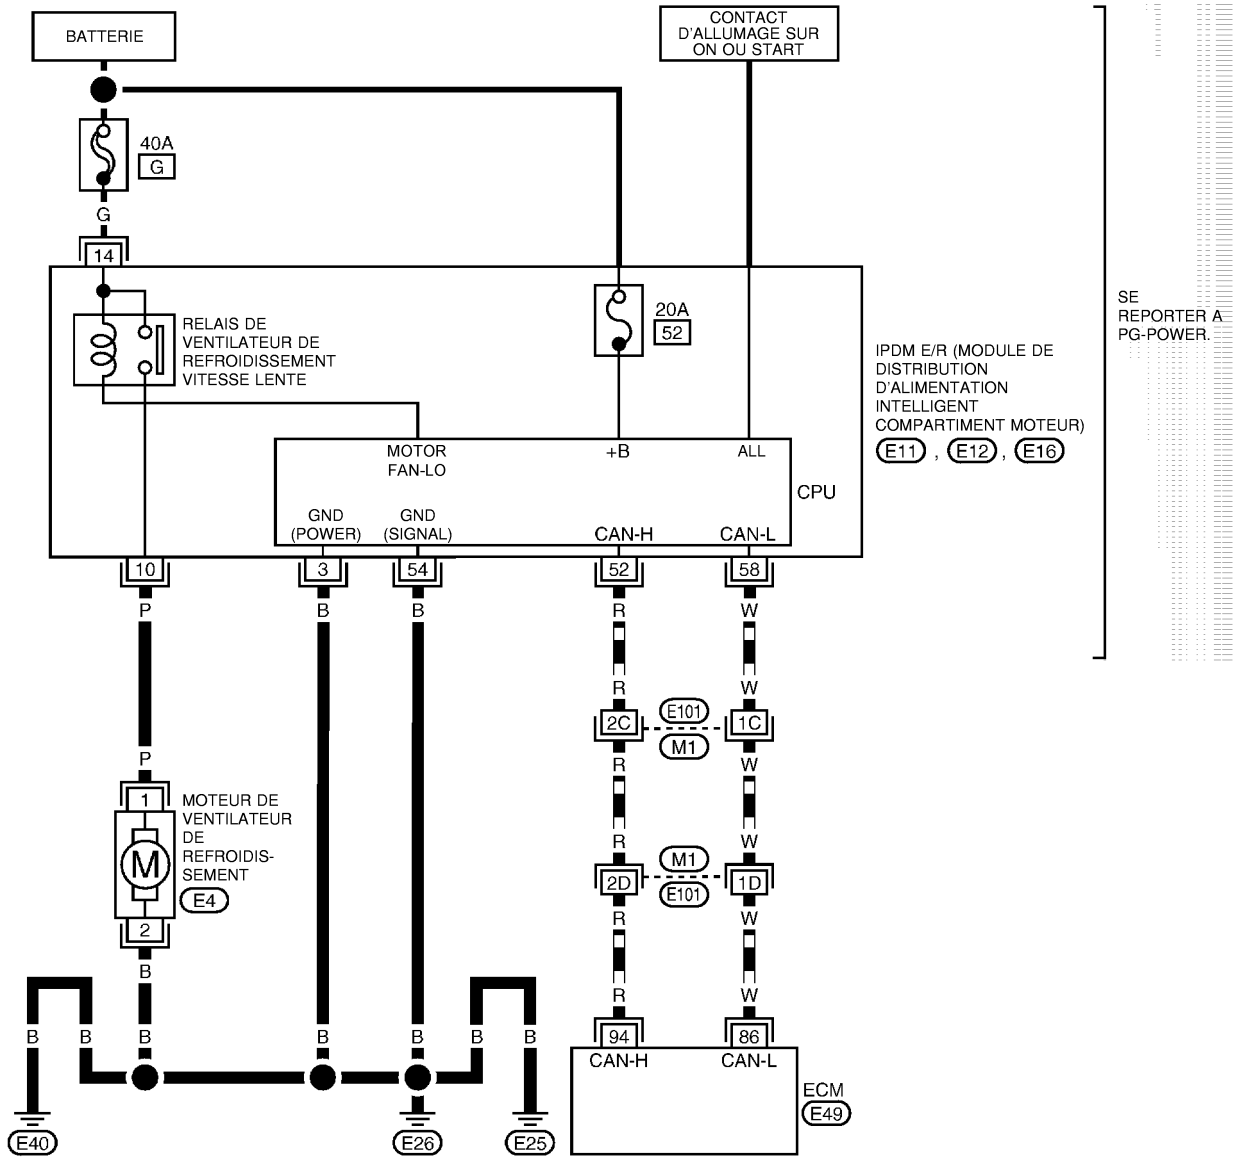 BATTERIE
CONTACT
D'ALLUMAGE SUR
ON OU START
40A
G
G
14
20A
52
RELAIS DE
VENTILATEUR DE
REFROIDISSEMENT
VITESSE LENTE
SE
REPORTER A
PG-POWER.
IPDM E/R (MODULE DE
DISTRIBUTION
D'ALIMENTATION
INTELLIGENT
COMPARTIMENT MOTEUR)
E11 , E12 , E16
MOTOR
FAN-LO
+B
ALL
CPU
GND
(POWER)
GND
(SIGNAL)
CAN-H
CAN-L
10
3
54
52
58
P
B
B
R
W
R
W
2C
E101
M1
1C
P
R
W
1
MOTEUR DE
VENTILATEUR
DE
REFROIDIS-
SEMENT
E4
M
2
R
W
2D
M1
E101
1D
R
W
B
R
W
B
B
B
B
B
B
B
94
86
CAN-H
CAN-L
ECM
E49
E40
E26
E25